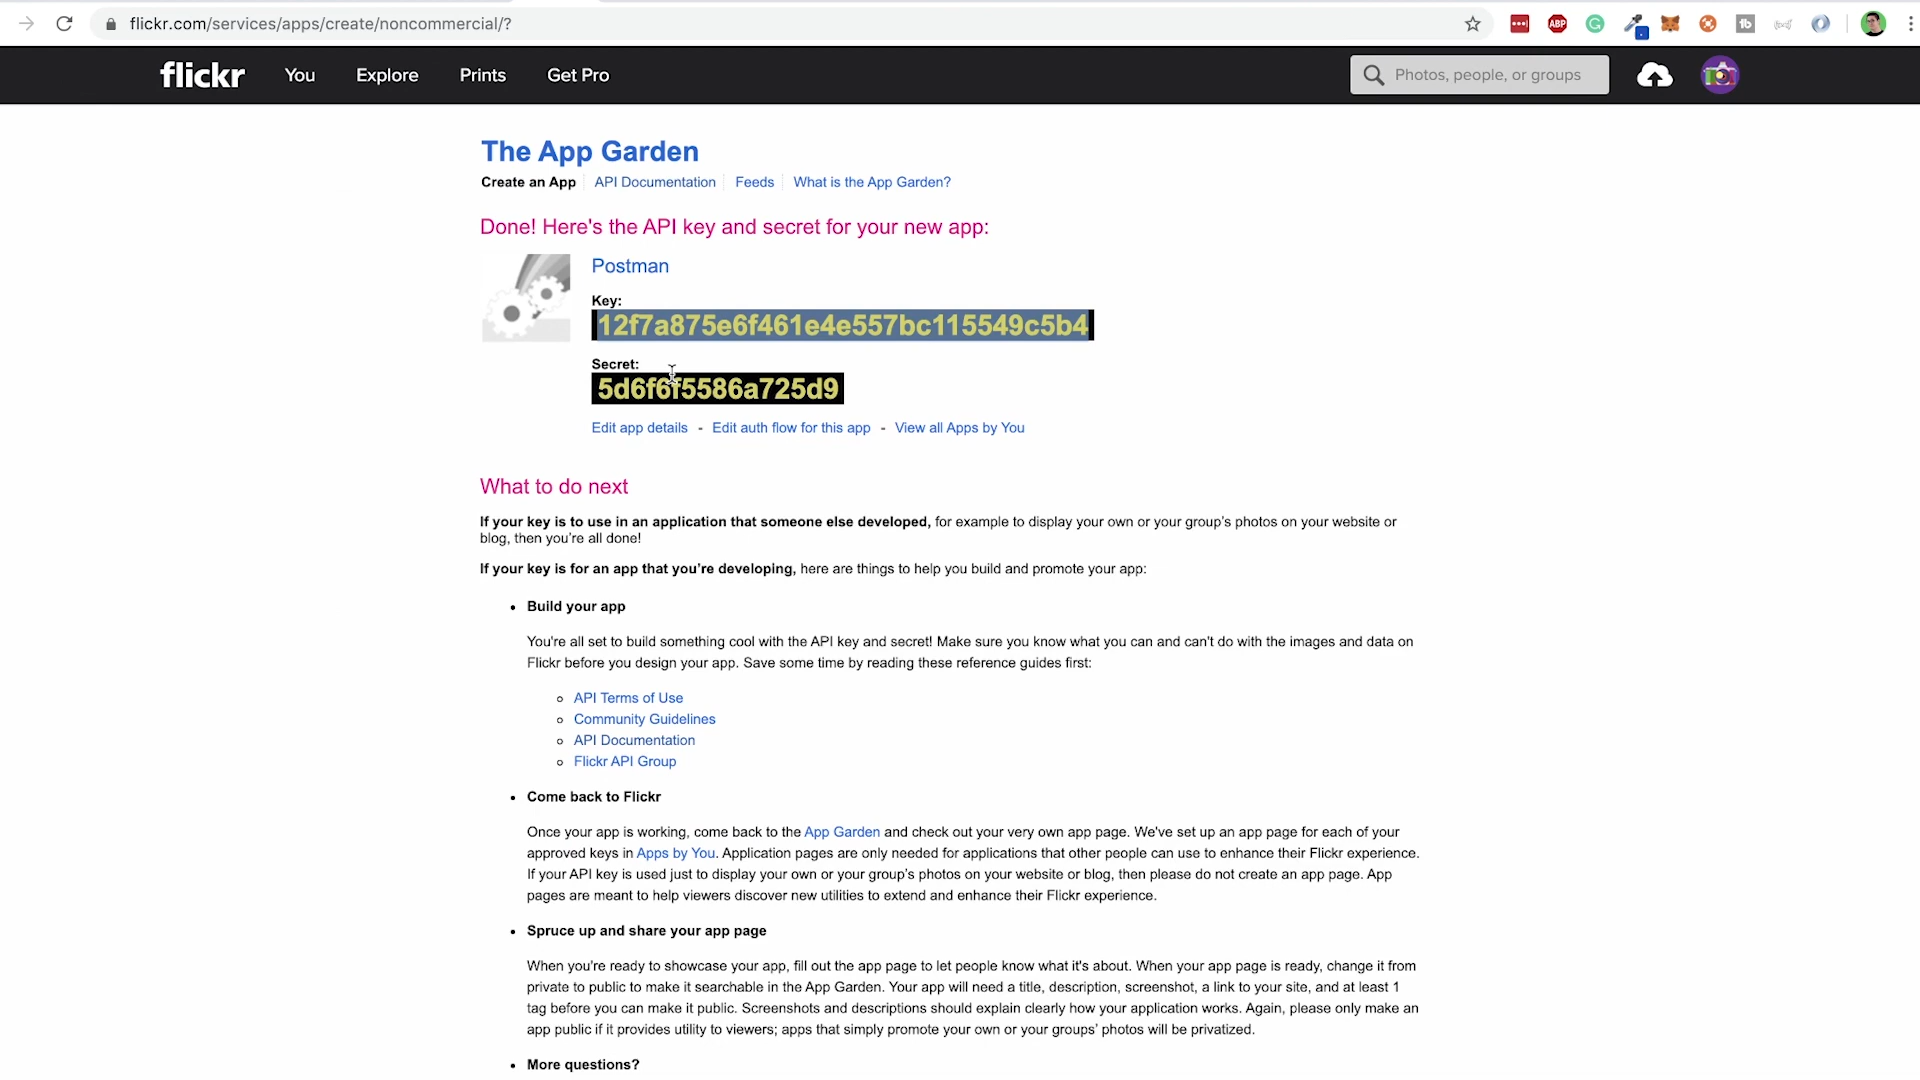 flickr.com/services/apps/create/noncommercial/?
flickr You Explore Prints Get Pro Photos, people, or groups
The App Garden
Create an App API Documentation Feeds What is the App Garden?
Done! Here's the API key and secret for your new app:
Postman
Key:
12f7a875e6f461e4e557bc115549c5b4
Secret:
5d6f6f5586a725d9
Edit app details - Edit auth flow for this app - View all Apps by You
What to do next
If your key is to use in an application that someone else developed, for example to display your own or your group's photos on your website or
blog, then you're all done!
If your key is for an app that you're developing, here are things to help you build and promote your app:
• Build your app
You're all set to build something cool with the API key and secret! Make sure you know what you can and can't do with the images and data on
Flickr before you design your app. Save some time by reading these reference guides first:
API Terms of Use
Community Guidelines
API Documentation
Flickr API Group
• Come back to Flickr
Once your app is working, come back to the App Garden and check out your very own app page. We've set up an app page for each of your
approved keys in Apps by You. Application pages are only needed for applications that other people can use to enhance their Flickr experience.
If your API key is used just to display your own or your group's photos on your website or blog, then please do not create an app page. App
pages are meant to help viewers discover new utilities to extend and enhance their Flickr experience.
• Spruce up and share your app page
When you're ready to showcase your app, fill out the app page to let people know what it's about. When your app page is ready, change it from
private to public to make it searchable in the App Garden. Your app will need a title, description, screenshot, a link to your site, and at least 1
tag before you can make it public. Screenshots and descriptions should explain clearly how your application works. Again, please only make an
app public if it provides utility to viewers; apps that simply promote your own or your groups' photos will be privatized.
• More questions?